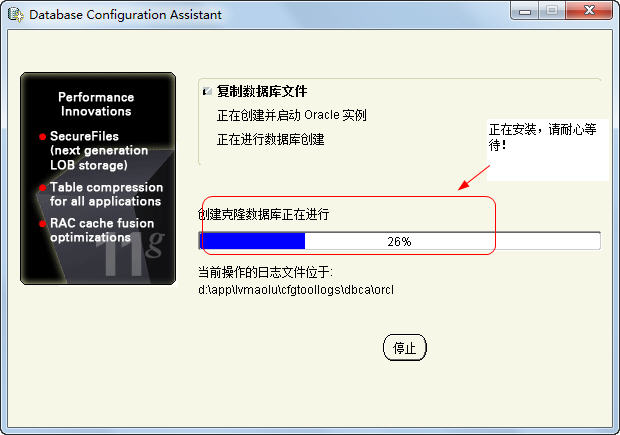 Database Configuration Assistant
Performance
Innovations
SecureFiles
(next generation
LOB storage)
Table compression
for all applications
RAC cache fusion
optimizations
11g
复制数据库文件
正在创建并启动 Oracle 实例
正在进行数据库创建
正在安装，请耐心等
待！
创建克隆数据库正在进行
26%
当前操作的日志文件位于:
d:\app\lvmaolu\cfgtoollogs\dbca\orcl
停止